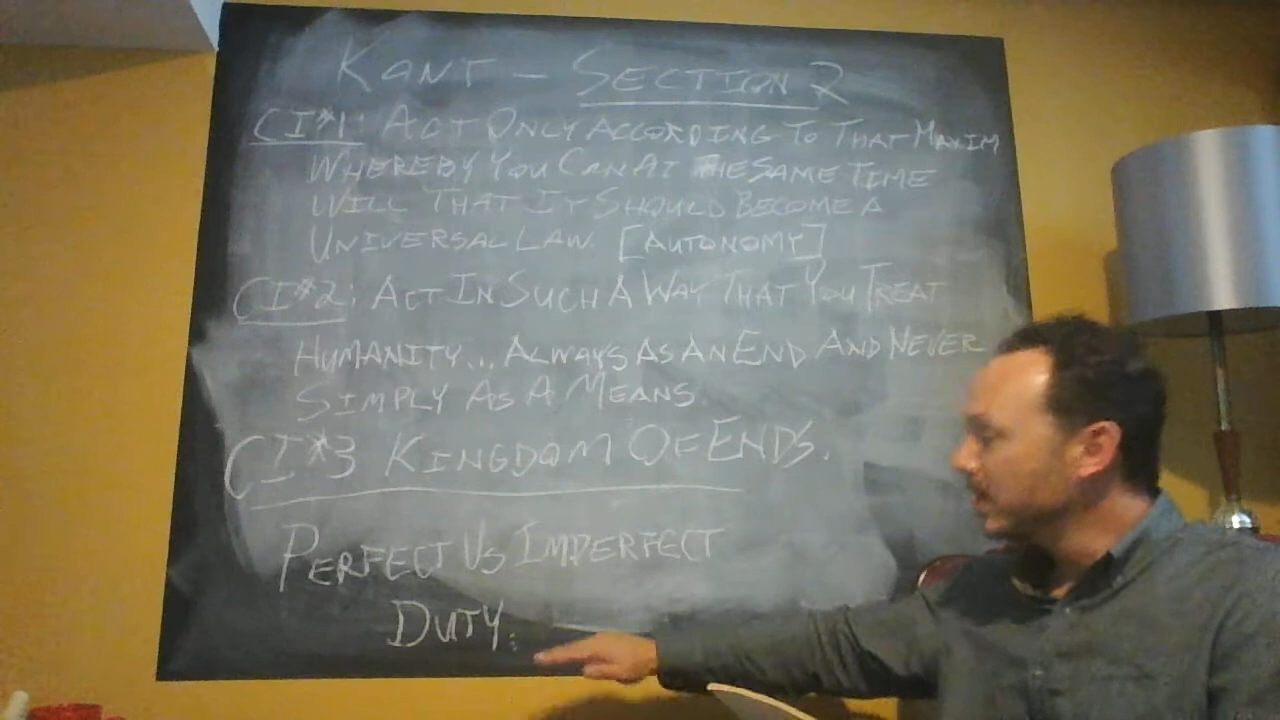 KANT - SECTION 2
CI#1: ACT ONLY ACCORDING TO THAT MAXIM
WHEREBY YOU CAN AT THE SAME TIME
WILL THAT IT SHOULD BECOME A
UNIVERSAL LAW. [AUTONOMY]
CI#2: ACT IN SUCH A WAY THAT YOU TREAT
HUMANITY... ALWAYS AS AN END AND NEVER
SIMPLY AS A MEANS.
CI#3 KINGDOM OF ENDS.
PERFECT VS IMPERFECT
DUTY: